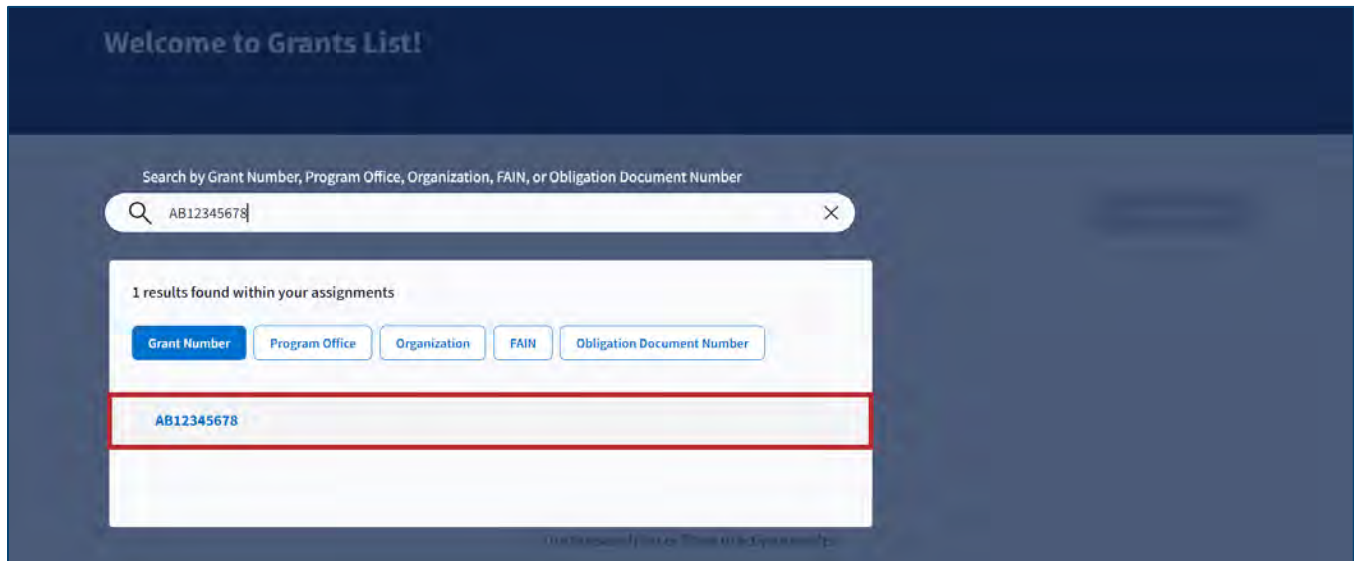 Welcome to Grants List!
Search by Grant Number, Program Office, Organization, FAIN, or Obligation Document Number
AB12345678
1 results found within your assignments
Grant Number Program Office Organization FAIN Obligation Document Number
AB12345678